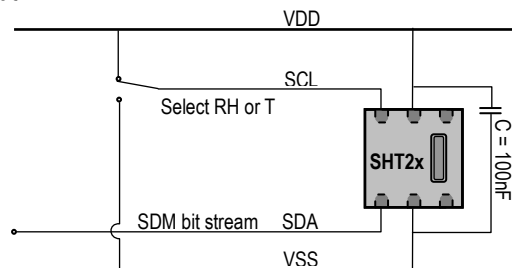 VDD
SCL
Select RH or T
SHT2x
C = 100nF
SDM bit stream SDA
VSS